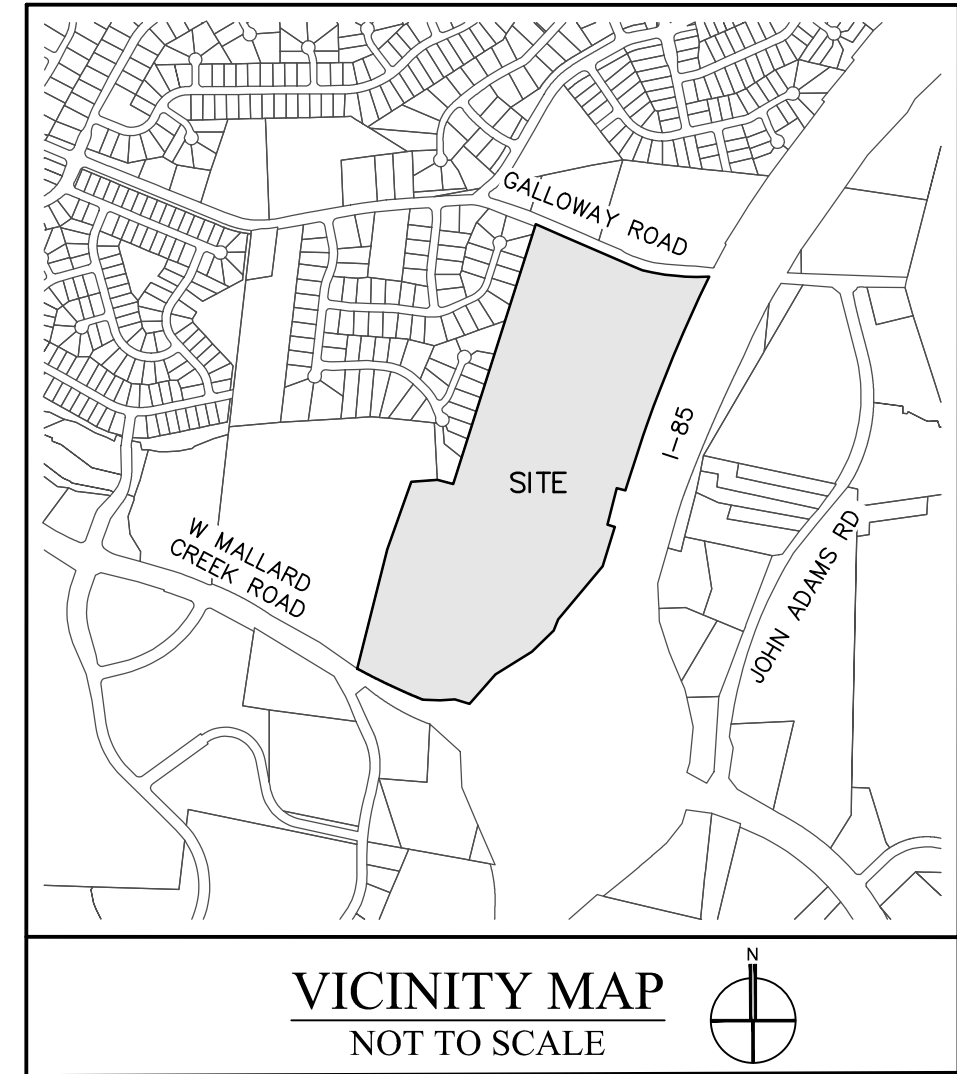 GALLOWAY ROAD
I-85
SITE
W MALLARD
CREEK ROAD
JOHN ADAMS RD
VICINITY MAP
NOT TO SCALE
N